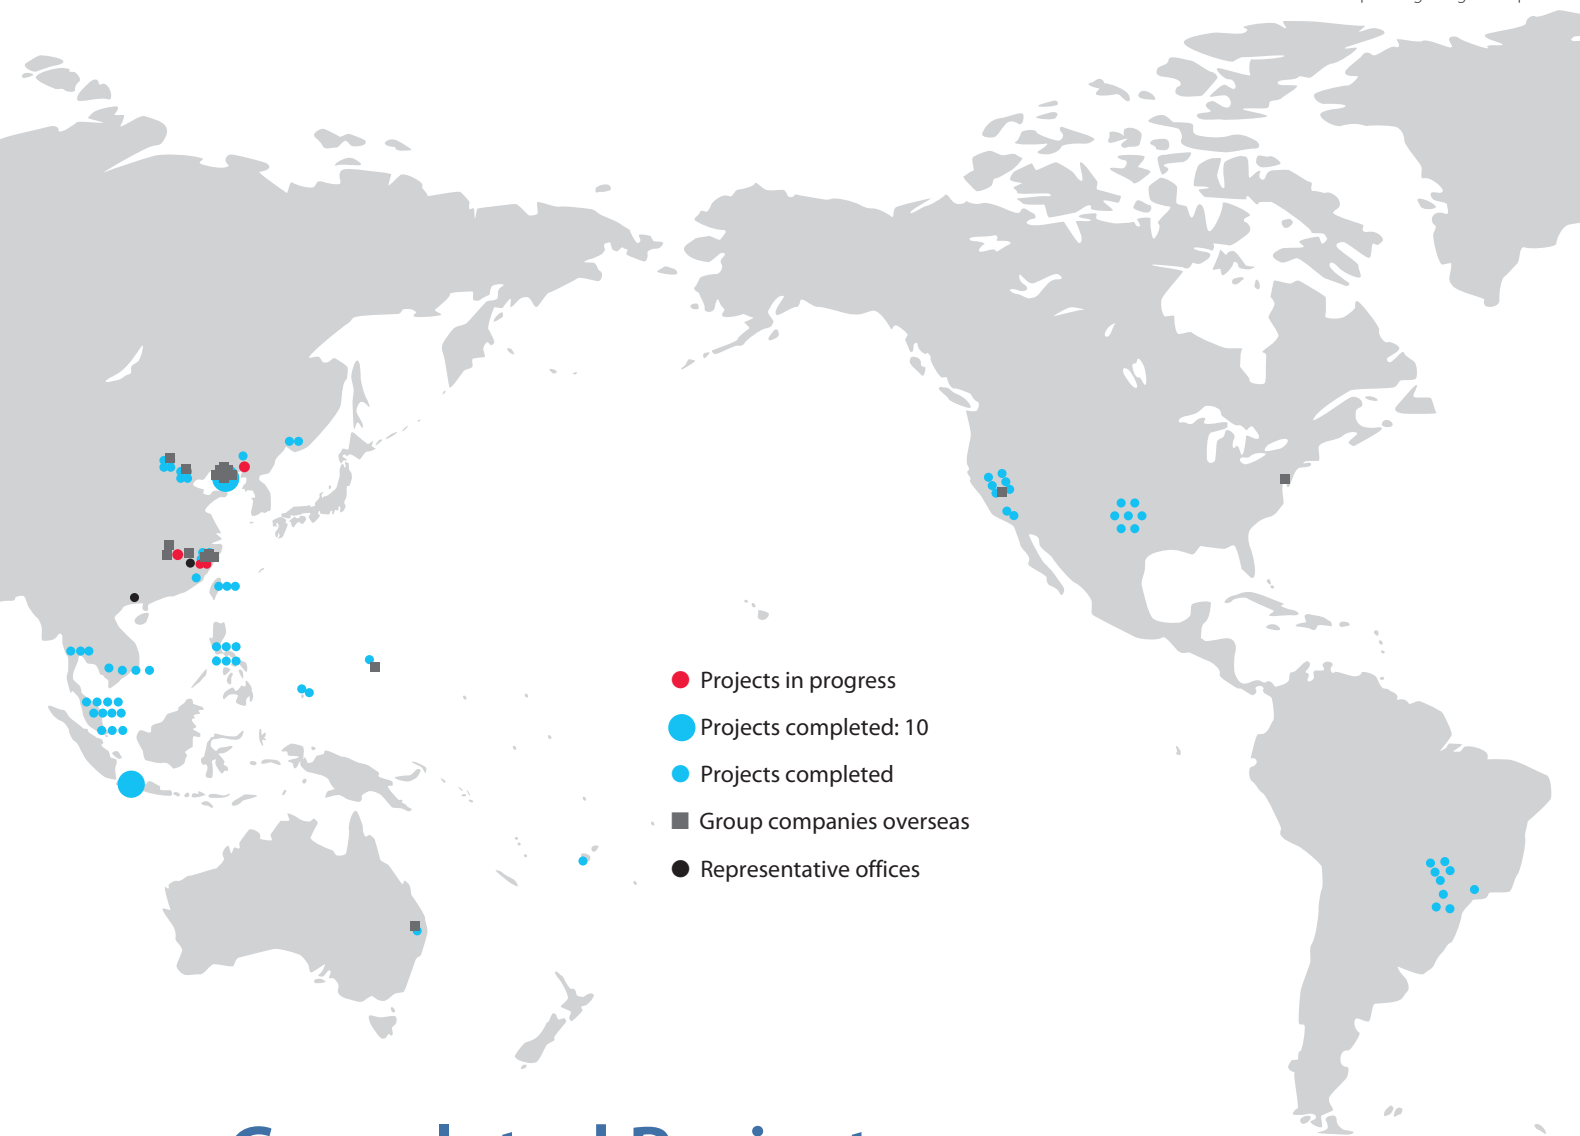 Projects in progress
Projects completed: 10
Projects completed
Group companies overseas
Representative offices